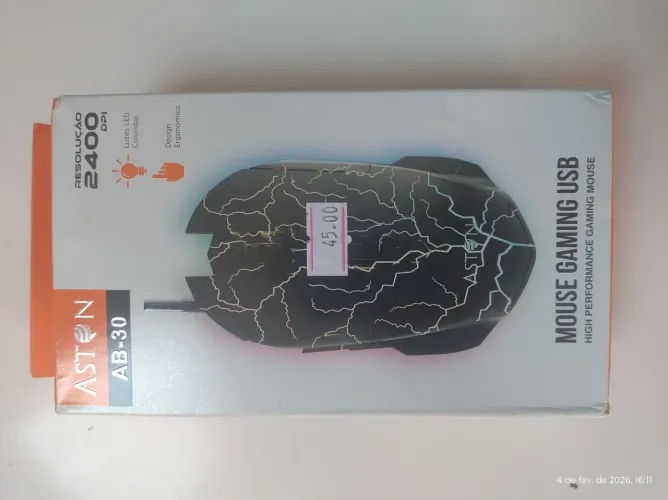 RESOLUÇÃO
2400
DPI
Luzes LED
Coloridas
Design
Ergonômico
ASTON
AB-30
45.00
ASTON
MOUSE GAMING USB
HIGH PERFORMANCE GAMING MOUSE
4 de fev. de 2026, 16:11